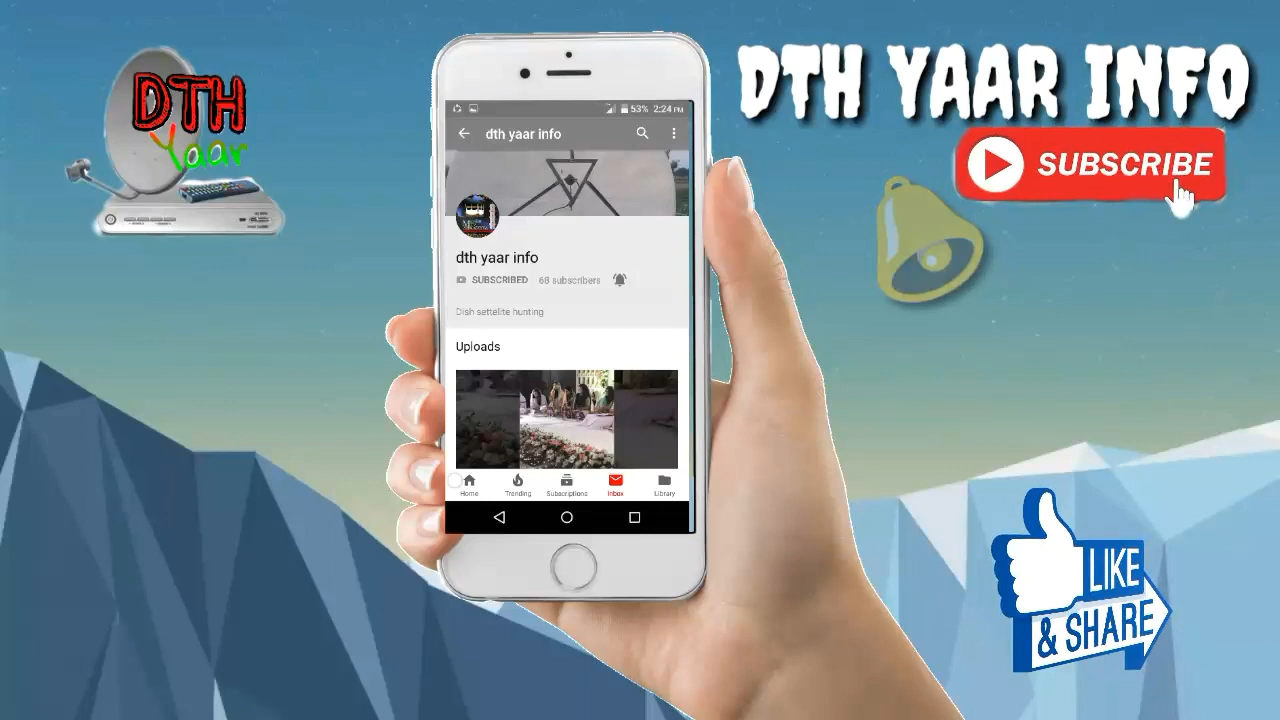 DTH
Yaar
DTH YAAR INFO
SUBSCRIBE
53% 2:24 PM
dth yaar info
dth yaar info
SUBSCRIBED 68 subscribers
Dish settelite hunting
Uploads
Home Trending Subscriptions Inbox Library
LIKE
& SHARE